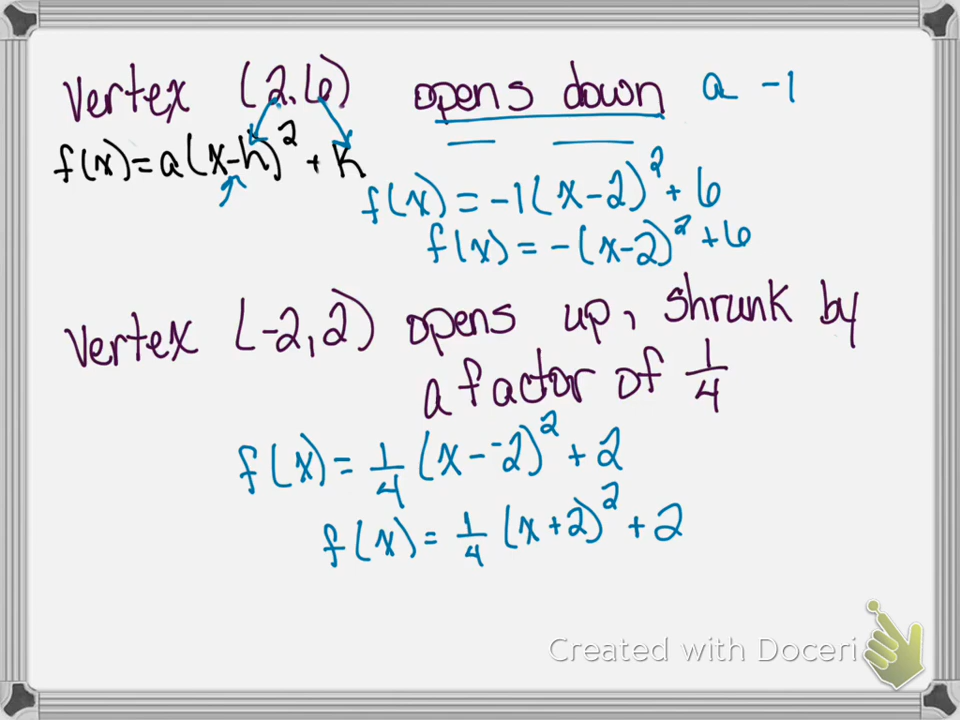 Vertex (2,6) opens down a -1
f(x)=a(x-h)² + k
f(x) = -1(x-2)² + 6
f(x) = -(x-2)² + 6
Vertex (-2,2) opens up, shrunk by
a factor of 1/4
f(x) = 1/4 (x - -2)² + 2
f(x) = 1/4 (x+2)² + 2
Created with Doceri